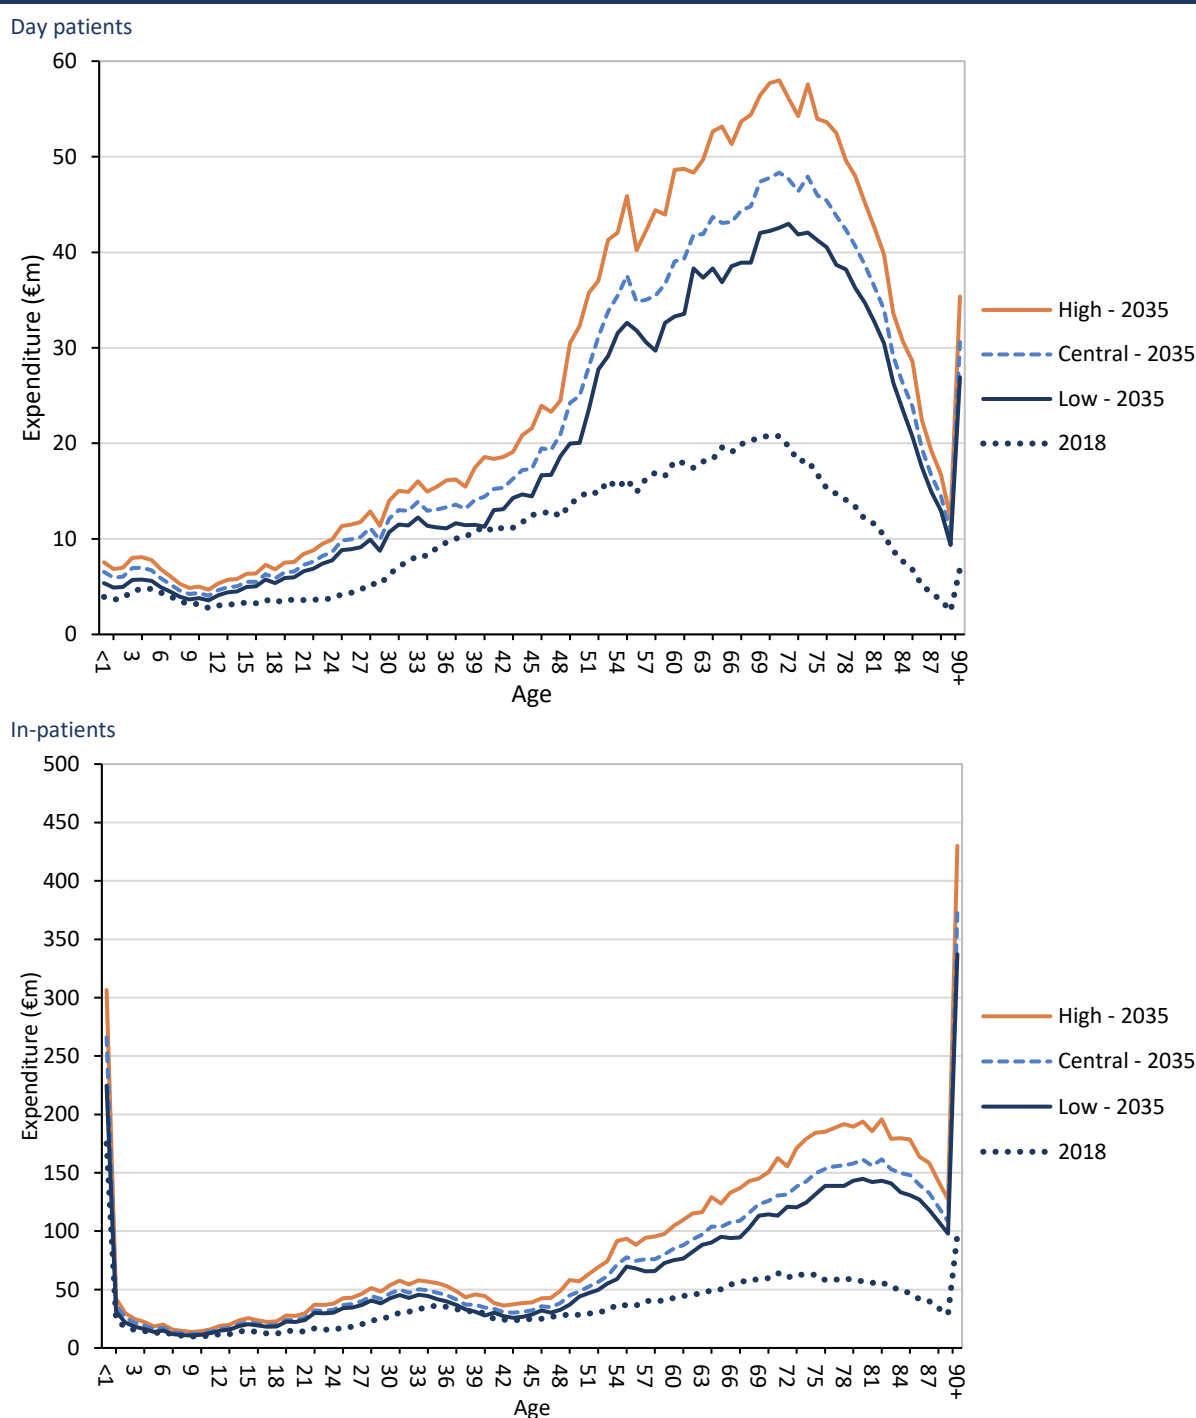 Day patients
60
50
40
30
20
10
0
Expenditure (€m)
<1 3 6 9 12 15 18 21 24 27 30 33 36 39 42 45 48 51 54 57 60 63 66 69 72 75 78 81 84 87 90+
Age
High - 2035
Central - 2035
Low - 2035
2018
In-patients
500
450
400
350
300
250
200
150
100
50
0
Expenditure (€m)
<1 3 6 9 12 15 18 21 24 27 30 33 36 39 42 45 48 51 54 57 60 63 66 69 72 75 78 81 84 87 90+
Age
High - 2035
Central - 2035
Low - 2035
2018